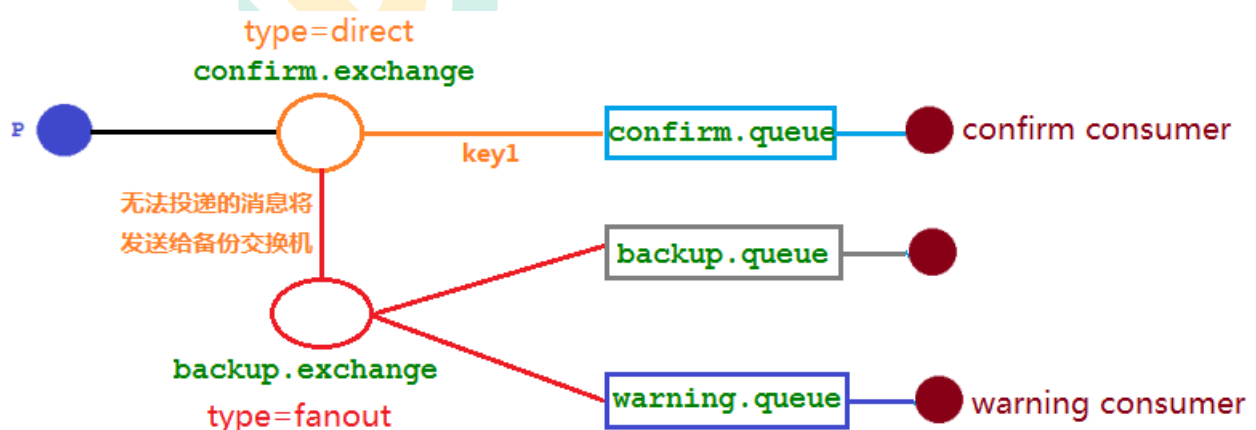 type=direct
confirm.exchange
P
confirm.queue
confirm consumer
key1
无法投递的消息将
发送给备份交换机
backup.queue
backup.exchange
type=fanout
warning.queue
warning consumer